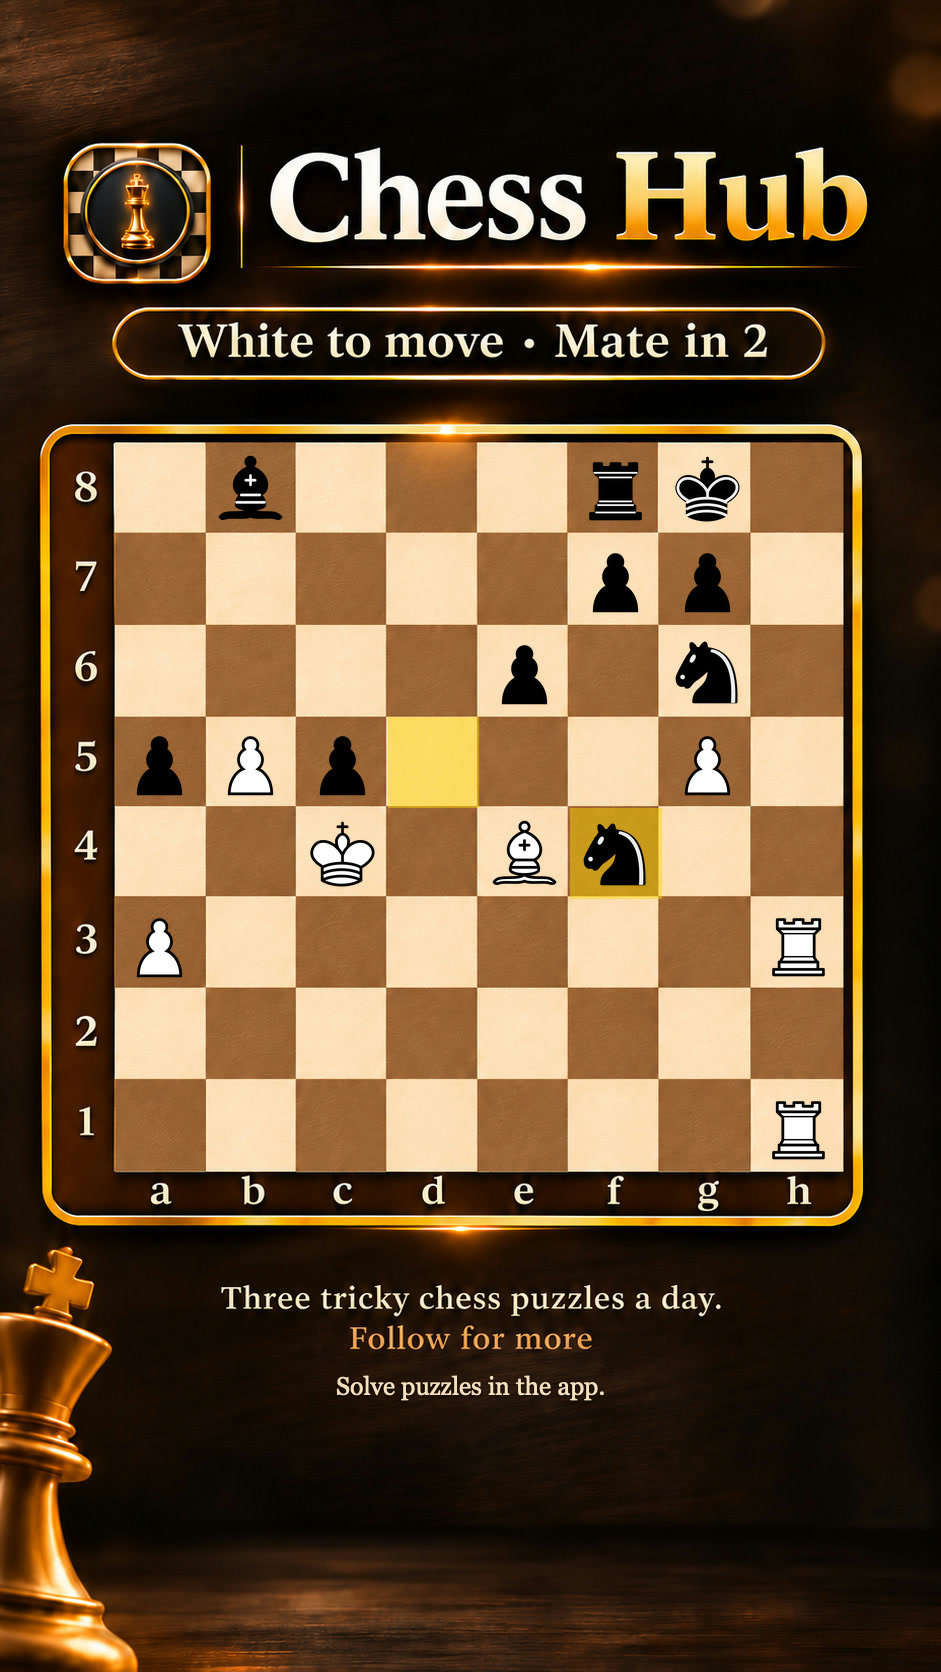 Chess Hub
White to move • Mate in 2
8
7
6
5
4
3
2
1
a b c d e f g h
Three tricky chess puzzles a day.
Follow for more
Solve puzzles in the app.